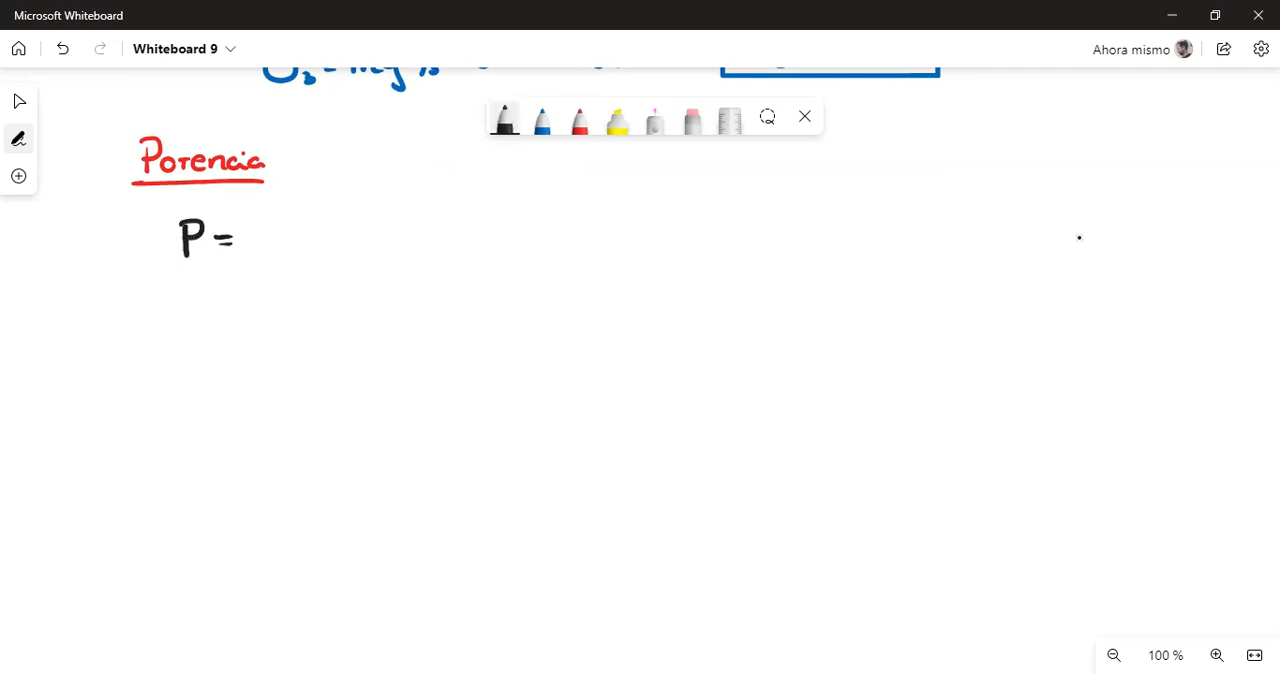 Microsoft Whiteboard
Whiteboard 9
Ahora mismo
Potencia
P =
100 %